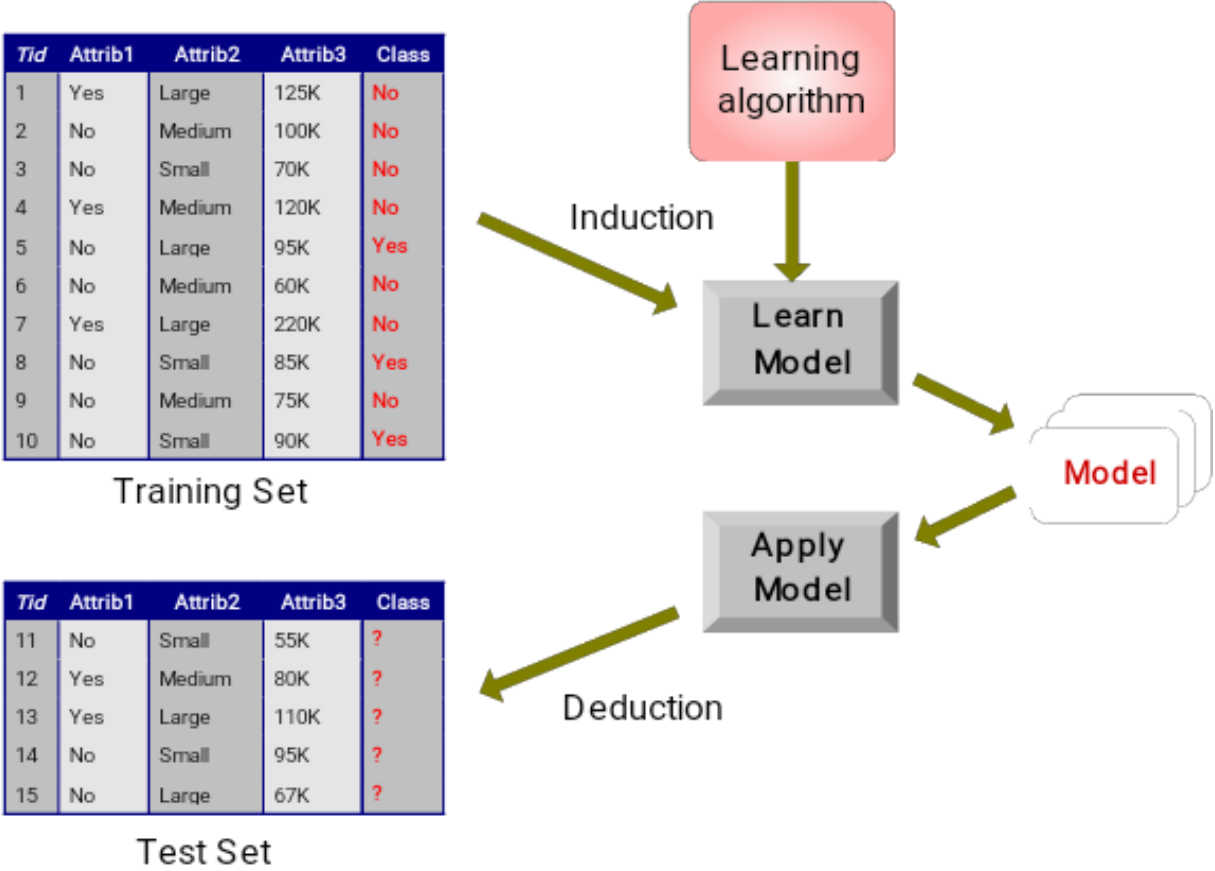 Tid Attrib1 Attrib2 Attrib3 Class
1 Yes Large 125K No
2 No Medium 100K No
3 No Small 70K No
4 Yes Medium 120K No
5 No Large 95K Yes
6 No Medium 60K No
7 Yes Large 220K No
8 No Small 85K Yes
9 No Medium 75K No
10 No Small 90K Yes
Training Set
Learning
algorithm
Induction
Learn
Model
Model
Apply
Model
Deduction
Tid Attrib1 Attrib2 Attrib3 Class
11 No Small 55K ?
12 Yes Medium 80K ?
13 Yes Large 110K ?
14 No Small 95K ?
15 No Large 67K ?
Test Set